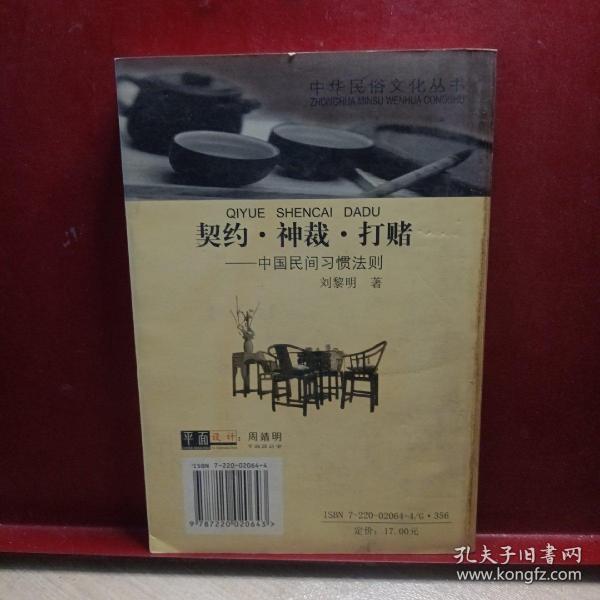 中华民俗文化丛书
ZHONGHUA MINSU WENHUA CONGSHU
QIYUE SHENCAI DADU
契约·神裁·打赌
——中国民间习惯法则
刘黎明 著
平面设计：周靖明
ISBN 7-220-02064-4
9 787220 020643 >
ISBN 7-220-02064-4/G·356
定价：17.00元
孔夫子旧书网
www.kongfz.com